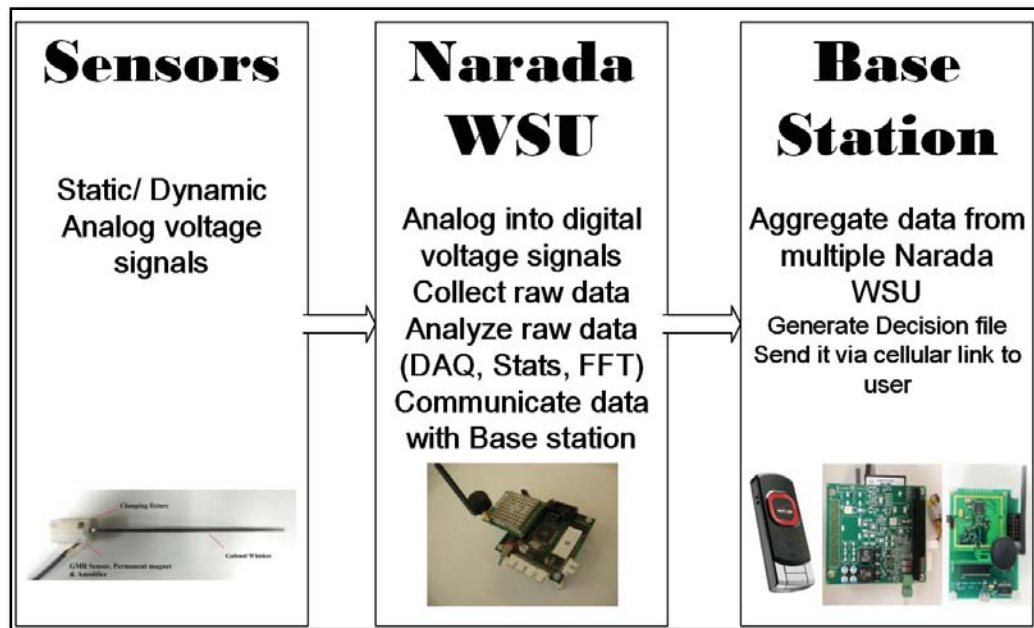 Sensors
Static/ Dynamic
Analog voltage
signals
Clamping fixture
Galfenol Whisker
GMR Sensor, Permanent magnet
& Amplifier
Narada
WSU
Analog into digital
voltage signals
Collect raw data
Analyze raw data
(DAQ, Stats, FFT)
Communicate data
with Base station
Base
Station
Aggregate data from
multiple Narada
WSU
Generate Decision file
Send it via cellular link to
user